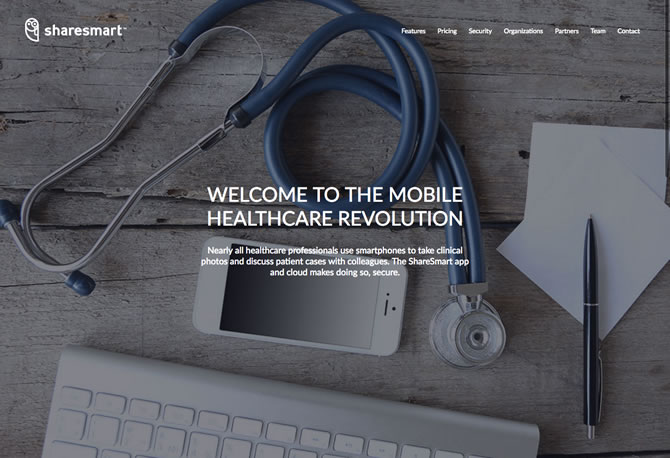 sharesmart™
Features Pricing Security Organizations Partners Team Contact
WELCOME TO THE MOBILE
HEALTHCARE REVOLUTION
Nearly all healthcare professionals use smartphones to take clinical
photos and discuss patient cases with colleagues. The ShareSmart app
and cloud makes doing so, secure.